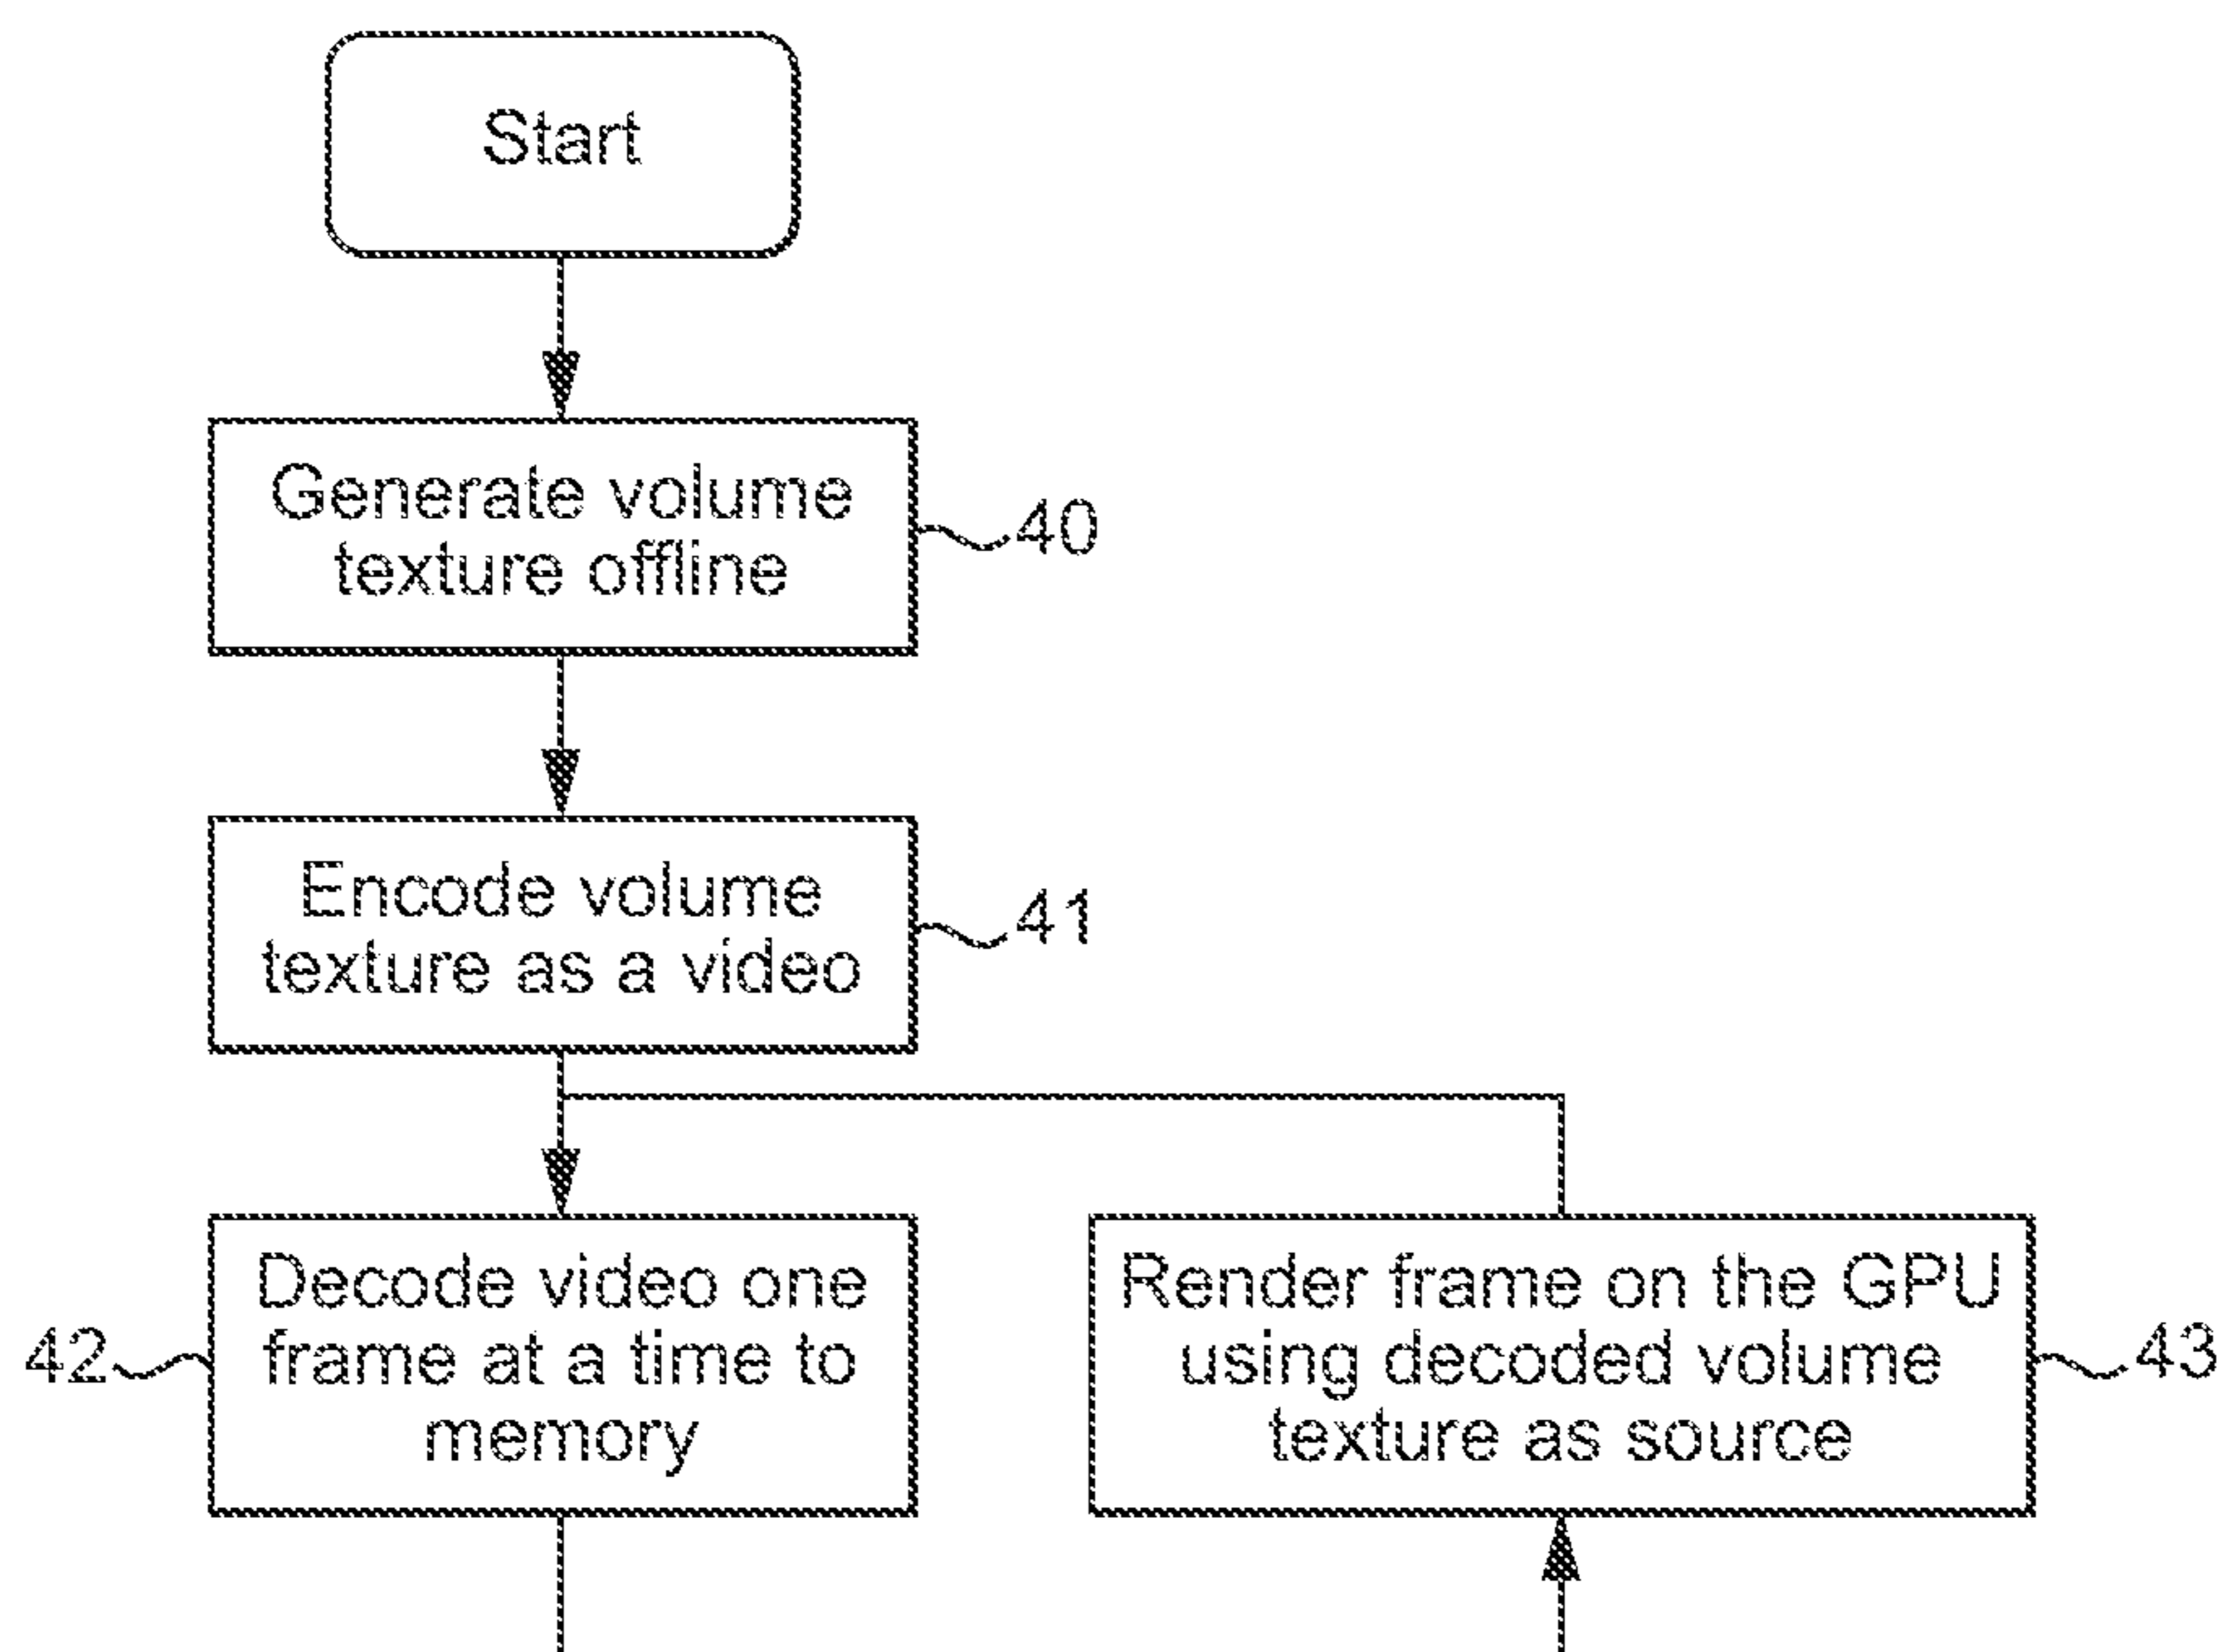 Start
Generate volume
texture offline
40
Encode volume
texture as a video
41
Decode video one
frame at a time to
memory
42
Render frame on the GPU
using decoded volume
texture as source
43